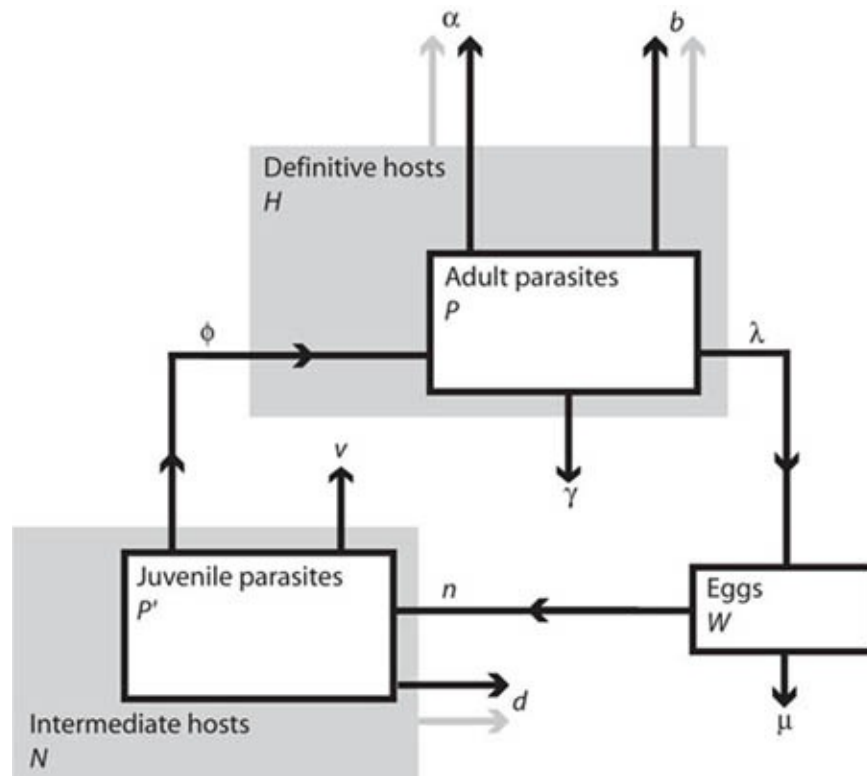 α
b
Definitive hosts
H
Adult parasites
P
ϕ
λ
v
γ
Juvenile parasites
P'
n
Eggs
W
d
μ
Intermediate hosts
N